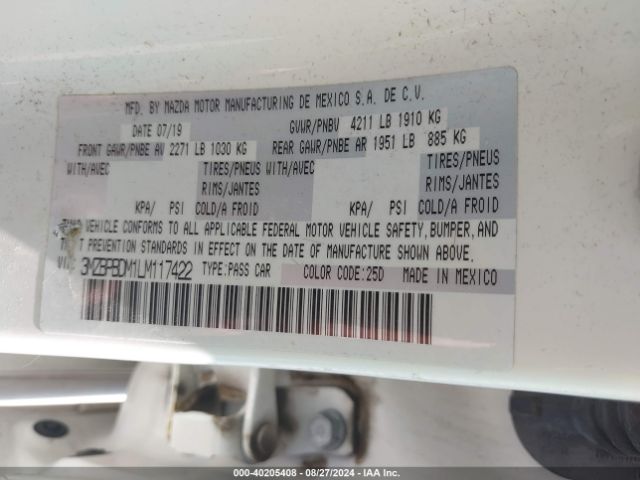 MFD. BY MAZDA MOTOR MANUFACTURING DE MEXICO S.A. DE C.V.
DATE 07/19 GVWR/PNBV 4211 LB 1910 KG
FRONT GAWR/PNBE AV 2271 LB 1030 KG REAR GAWR/PNBE AR 1951 LB 885 KG
WITH/AVEC TIRES/PNEUS WITH/AVEC TIRES/PNEUS
RIMS/JANTES RIMS/JANTES
KPA/ PSI COLD/A FROID KPA/ PSI COLD/A FROID
VEHICLE CONFORMS TO ALL APPLICABLE FEDERAL MOTOR VEHICLE SAFETY, BUMPER, AND
PREVENTION STANDARDS IN EFFECT ON THE DATE OF MANUFACTURE SHOWN ABOVE.
3MZBPBDM1LM117422 TYPE:PASS CAR COLOR CODE:25D MADE IN MEXICO
000-40205408 - 08/27/2024 - IAA Inc.